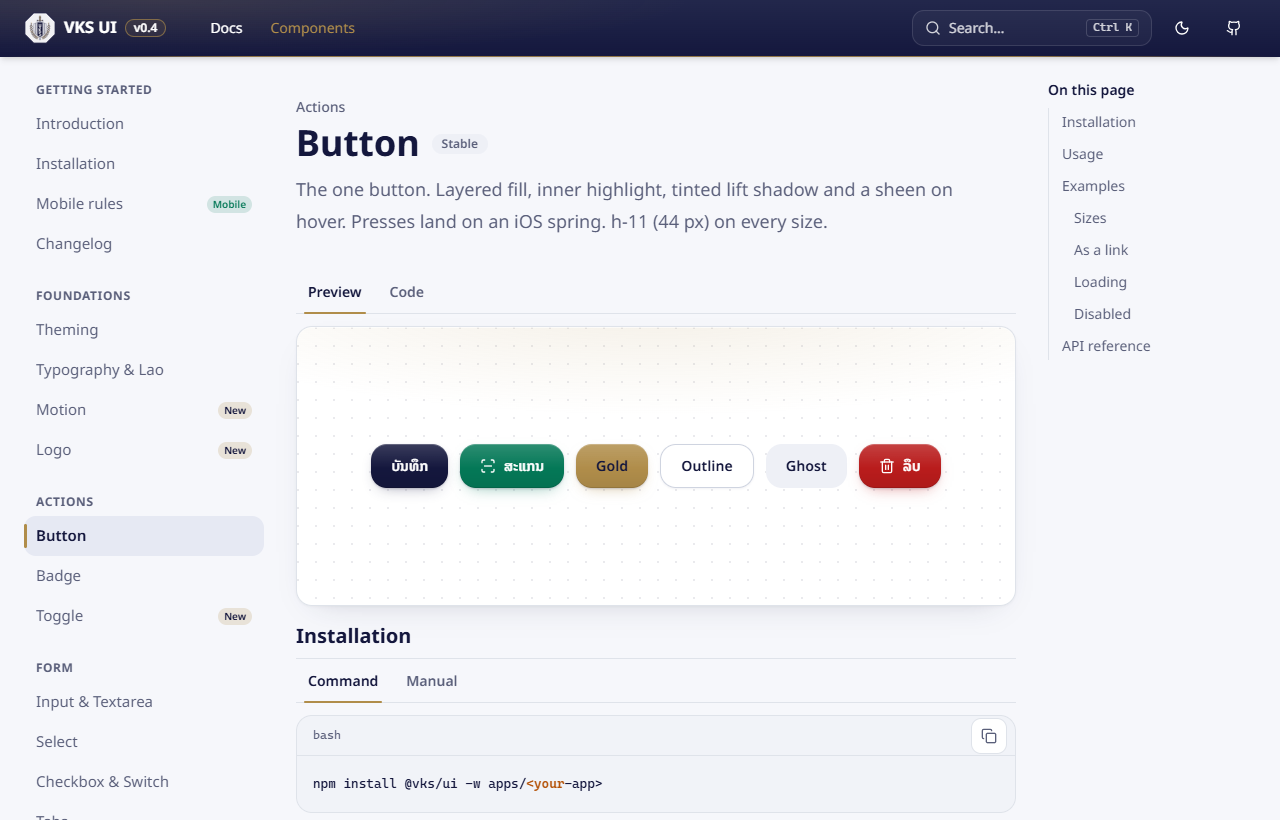 VKS UI v0.4 Docs Components Search... Ctrl K
GETTING STARTED
Introduction
Installation
Mobile rules Mobile
Changelog
FOUNDATIONS
Theming
Typography & Lao
Motion New
Logo New
ACTIONS
Button
Badge
Toggle New
FORM
Input & Textarea
Select
Checkbox & Switch
Tabs
Actions
Button Stable
The one button. Layered fill, inner highlight, tinted lift shadow and a sheen on
hover. Presses land on an iOS spring. h-11 (44 px) on every size.
Preview Code
ບັນທຶກ ສະແກນ Gold Outline Ghost ລຶບ
Installation
Command Manual
bash
npm install @vks/ui -w apps/<your-app>
On this page
Installation
Usage
Examples
Sizes
As a link
Loading
Disabled
API reference